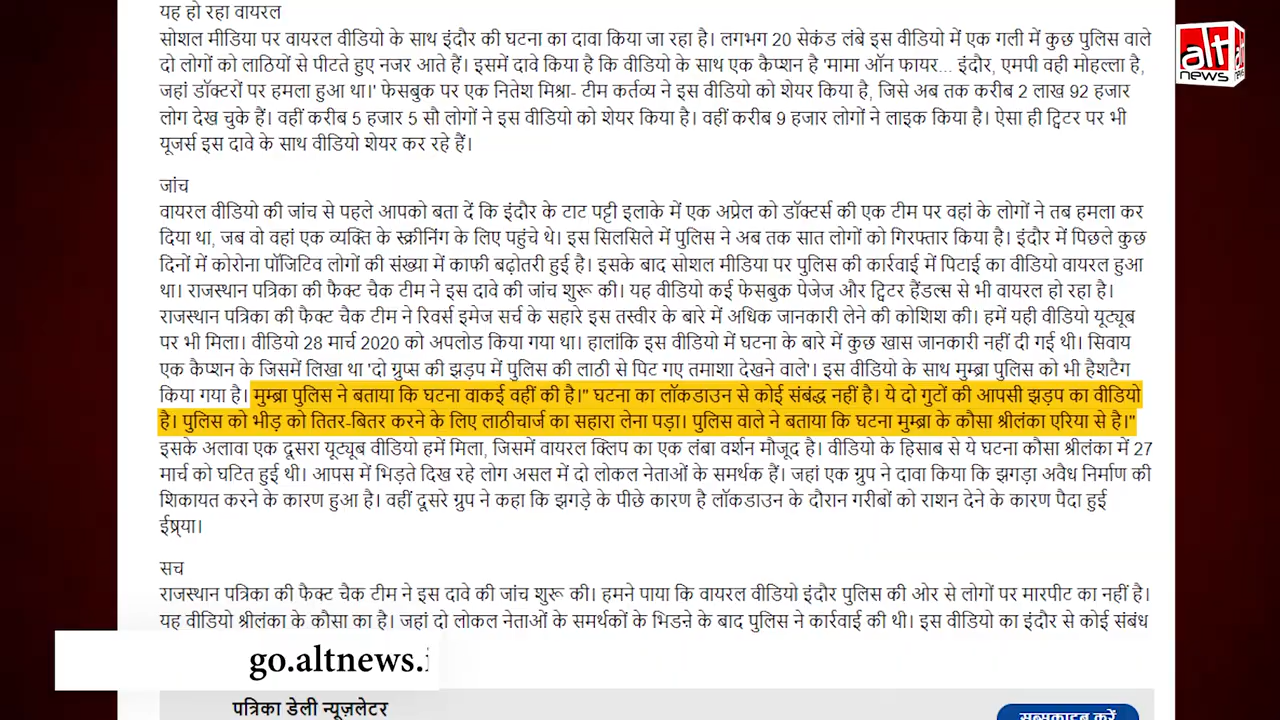 यह हो रहा वायरल
सोशल मीडिया पर वायरल वीडियो के साथ इंदौर की घटना का दावा किया जा रहा है। लगभग 20 सेकंड लंबे इस वीडियो में एक गली में कुछ पुलिस वाले
दो लोगों को लाठियों से पीटते हुए नजर आते हैं। इसमें दावे किया है कि वीडियो के साथ एक कैप्शन है 'मामा ऑन फायर... इंदौर, एमपी वही मोहल्ला है,
जहां डॉक्टरों पर हमला हुआ था।' फेसबुक पर एक नितेश मिश्रा- टीम कर्तव्य ने इस वीडियो को शेयर किया है, जिसे अब तक करीब 2 लाख 92 हजार
लोग देख चुके हैं। वहीं करीब 5 हजार 5 सौ लोगों ने इस वीडियो को शेयर किया है। वहीं करीब 9 हजार लोगों ने लाइक किया है। ऐसा ही ट्विटर पर भी
यूजर्स इस दावे के साथ वीडियो शेयर कर रहे हैं।
जांच
वायरल वीडियो की जांच से पहले आपको बता दें कि इंदौर के टाट पट्टी इलाके में एक अप्रेल को डॉक्टर्स की एक टीम पर वहां के लोगों ने तब हमला कर
दिया था, जब वो वहां एक व्यक्ति के स्क्रीनिंग के लिए पहुंचे थे। इस सिलसिले में पुलिस ने अब तक सात लोगों को गिरफ्तार किया है। इंदौर में पिछले कुछ
दिनों में कोरोना पॉजिटिव लोगों की संख्या में काफी बढ़ोतरी हुई है। इसके बाद सोशल मीडिया पर पुलिस की कार्रवाई में पिटाई का वीडियो वायरल हुआ
था। राजस्थान पत्रिका की फैक्ट चैक टीम ने इस दावे की जांच शुरू की। यह वीडियो कई फेसबुक पेजेज और ट्विटर हैंडल्स से भी वायरल हो रहा है।
राजस्थान पत्रिका की फैक्ट चैक टीम ने रिवर्स इमेज सर्च के सहारे इस तस्वीर के बारे में अधिक जानकारी लेने की कोशिश की। हमें यही वीडियो यूट्यूब
पर भी मिला। वीडियो 28 मार्च 2020 को अपलोड किया गया था। हालांकि इस वीडियो में घटना के बारे में कुछ खास जानकारी नहीं दी गई थी। सिवाय
एक कैप्शन के जिसमें लिखा था 'दो ग्रुप्स की झड़प में पुलिस की लाठी से पिट गए तमाशा देखने वाले'। इस वीडियो के साथ मुम्ब्रा पुलिस को भी हैशटैग
किया गया है। मुम्ब्रा पुलिस ने बताया कि घटना वाकई वहीं की है।" घटना का लॉकडाउन से कोई संबंद्ध नहीं है। ये दो गुटों की आपसी झड़प का वीडियो
है। पुलिस को भीड़ को तितर-बितर करने के लिए लाठीचार्ज का सहारा लेना पड़ा। पुलिस वाले ने बताया कि घटना मुम्ब्रा के कौसा श्रीलंका एरिया से है।"
इसके अलावा एक दूसरा यूट्यूब वीडियो हमें मिला, जिसमें वायरल क्लिप का एक लंबा वर्शन मौजूद है। वीडियो के हिसाब से ये घटना कौसा श्रीलंका में 27
मार्च को घटित हुई थी। आपस में भिड़ते दिख रहे लोग असल में दो लोकल नेताओं के समर्थक हैं। जहां एक ग्रुप ने दावा किया कि झगड़ा अवैध निर्माण की
शिकायत करने के कारण हुआ है। वहीं दूसरे ग्रुप ने कहा कि झगड़े के पीछे कारण है लॉकडाउन के दौरान गरीबों को राशन देने के कारण पैदा हुई
ईष्र्या।
सच
राजस्थान पत्रिका की फैक्ट चैक टीम ने इस दावे की जांच शुरू की। हमने पाया कि वायरल वीडियो इंदौर पुलिस की ओर से लोगों पर मारपीट का नहीं है।
यह वीडियो श्रीलंका के कौसा का है। जहां दो लोकल नेताओं के समर्थकों के भिडऩे के बाद पुलिस ने कार्रवाई की थी। इस वीडियो का इंदौर से कोई संबंध
पत्रिका डेली न्यूज़लेटर
सब्सक्राइब करें
go.altnews.i
alt
news